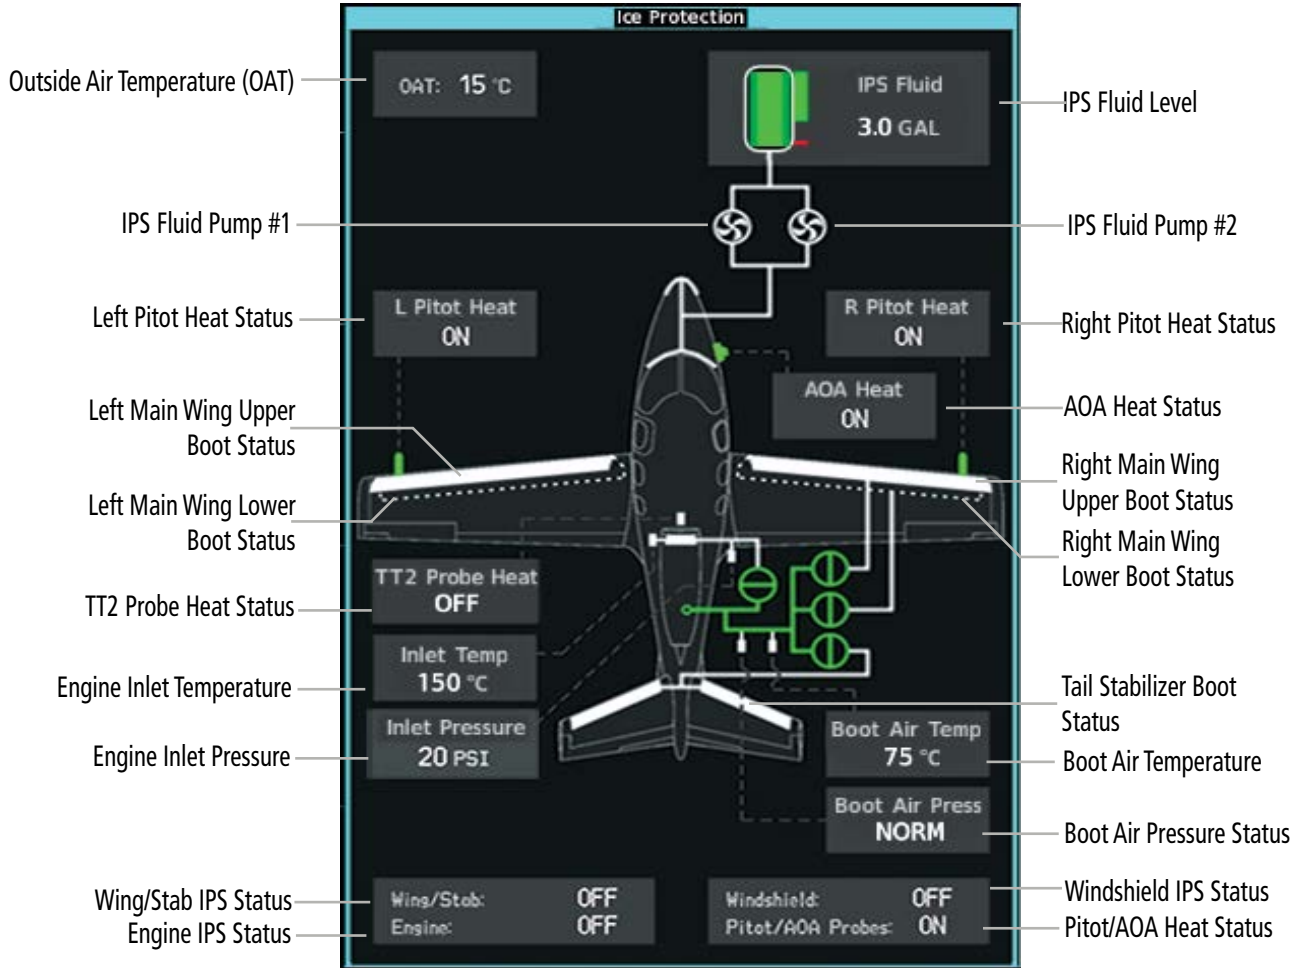 Ice Protection
Outside Air Temperature (OAT)
OAT: 15 °C
IPS Fluid
3.0 GAL
IPS Fluid Level
IPS Fluid Pump #1
IPS Fluid Pump #2
Left Pitot Heat Status
L Pitot Heat
ON
R Pitot Heat
ON
Right Pitot Heat Status
AOA Heat
ON
AOA Heat Status
Left Main Wing Upper
Boot Status
Left Main Wing Lower
Boot Status
Right Main Wing
Upper Boot Status
Right Main Wing
Lower Boot Status
TT2 Probe Heat Status
TT2 Probe Heat
OFF
Engine Inlet Temperature
Inlet Temp
150 °C
Engine Inlet Pressure
Inlet Pressure
20 PSI
Tail Stabilizer Boot
Status
Boot Air Temp
75 °C
Boot Air Temperature
Boot Air Press
NORM
Boot Air Pressure Status
Wing/Stab IPS Status
Engine IPS Status
Wing/Stab: OFF
Engine: OFF
Windshield: OFF
Pitot/AOA Probes: ON
Windshield IPS Status
Pitot/AOA Heat Status